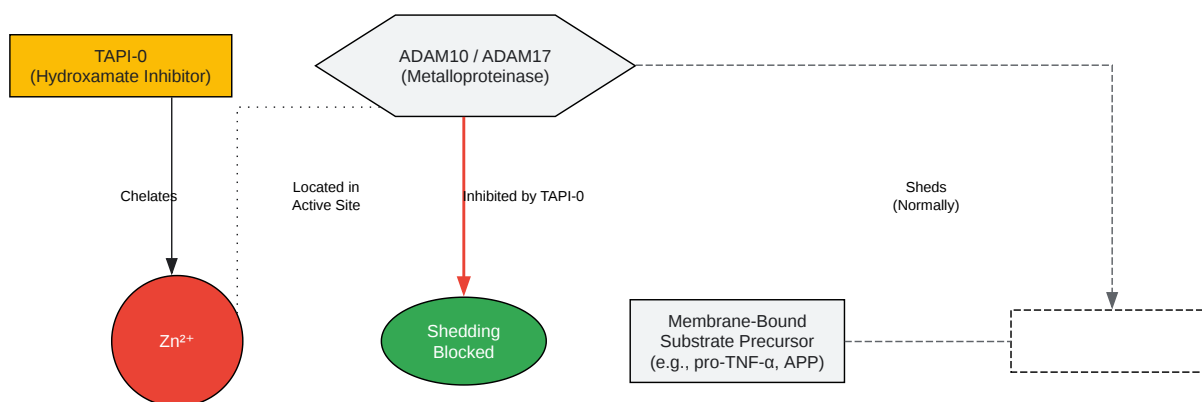 TAPI-0
(Hydroxamate Inhibitor)
ADAM10 / ADAM17
(Metalloproteinase)
Chelates
Located in
Active Site
Inhibited by TAPI-0
Sheds
(Normally)
Zn²⁺
Shedding
Blocked
Membrane-Bound
Substrate Precursor
(e.g., pro-TNF-α, APP)